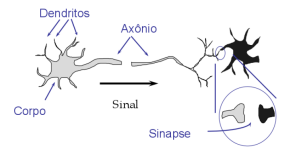 Dendritos
Axônio
Corpo
Sinal
Sinapse